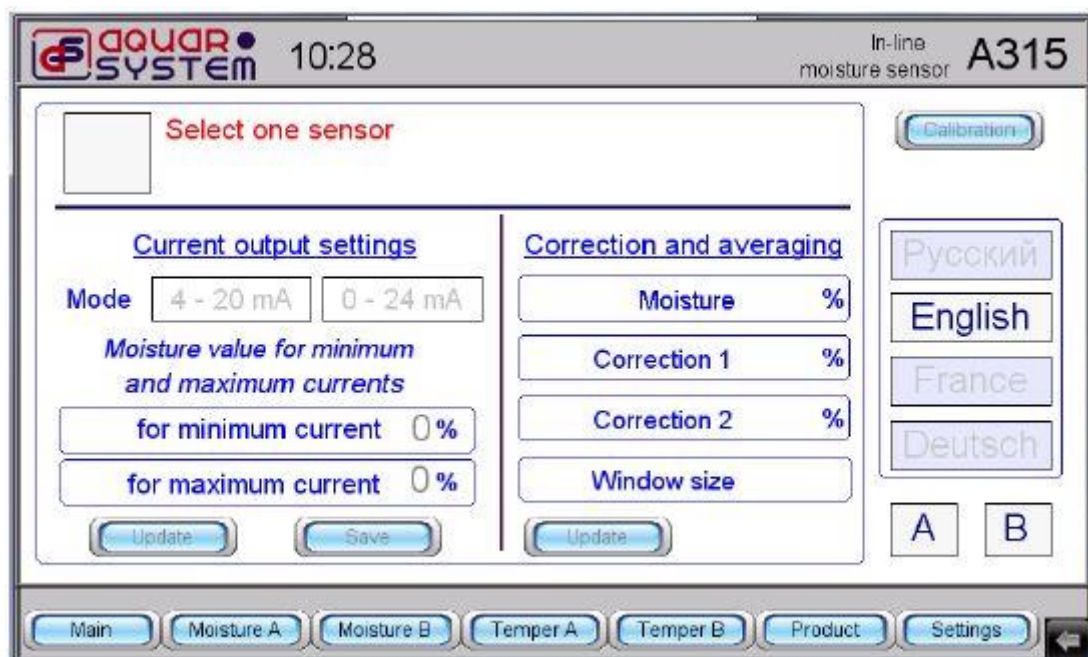 AQUAR SYSTEM
10:28
In-line moisture sensor
A315
Select one sensor
Calibration
Current output settings
Mode
4 - 20 mA
0 - 24 mA
Moisture value for minimum
and maximum currents
for minimum current 0 %
for maximum current 0 %
Update
Save
Correction and averaging
Moisture %
Correction 1 %
Correction 2 %
Window size
Update
Русский
English
France
Deutsch
A
B
Main
Moisture A
Moisture B
Temper A
Temper B
Product
Settings